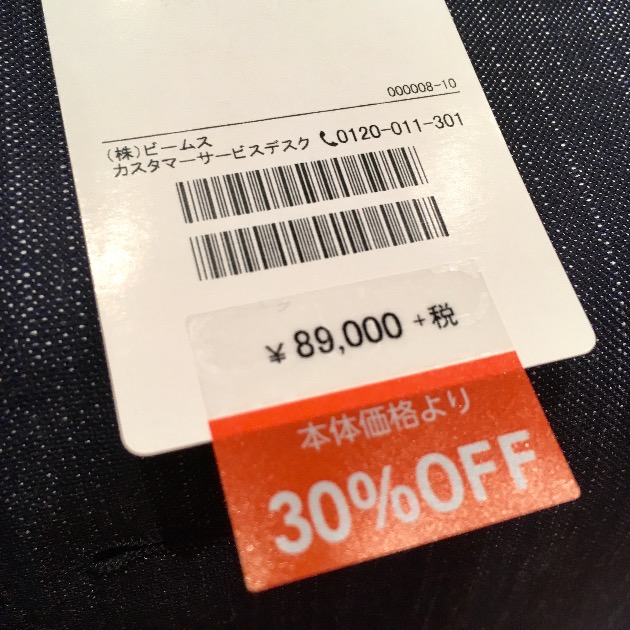 000008-10
(株)ビームス
カスタマーサービスデスク 📞0120-011-301
¥89,000 +税
本体価格より
30%OFF